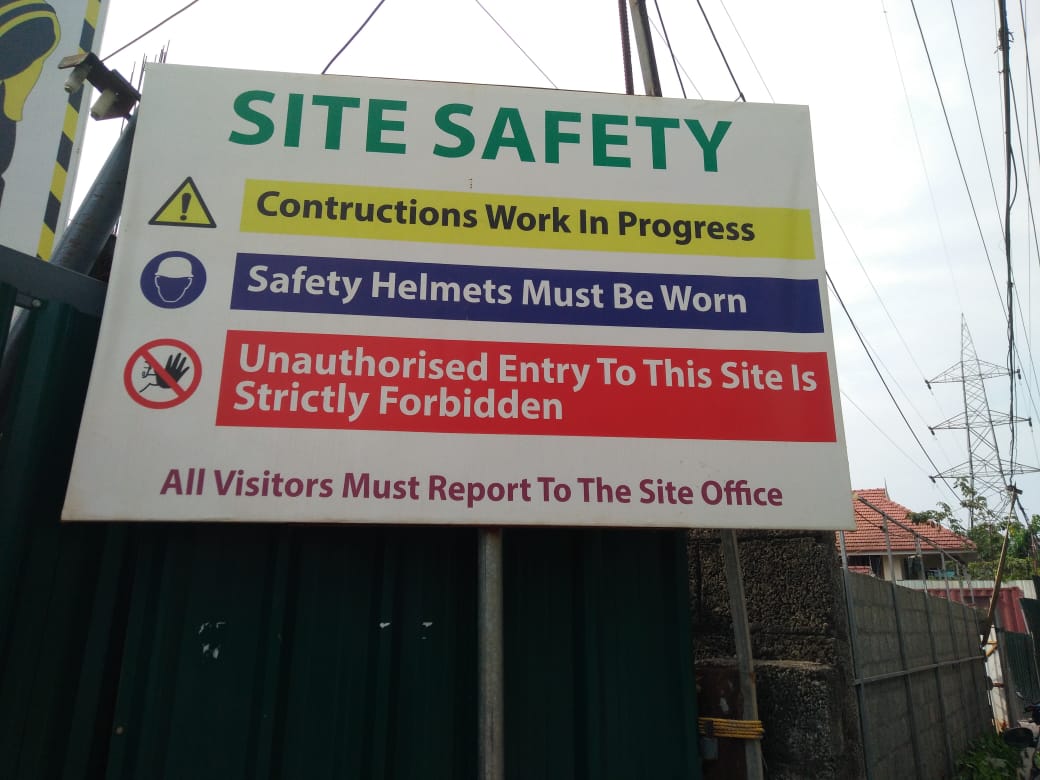 SITE SAFETY
Contructions Work In Progress
Safety Helmets Must Be Worn
Unauthorised Entry To This Site Is
Strictly Forbidden
All Visitors Must Report To The Site Office